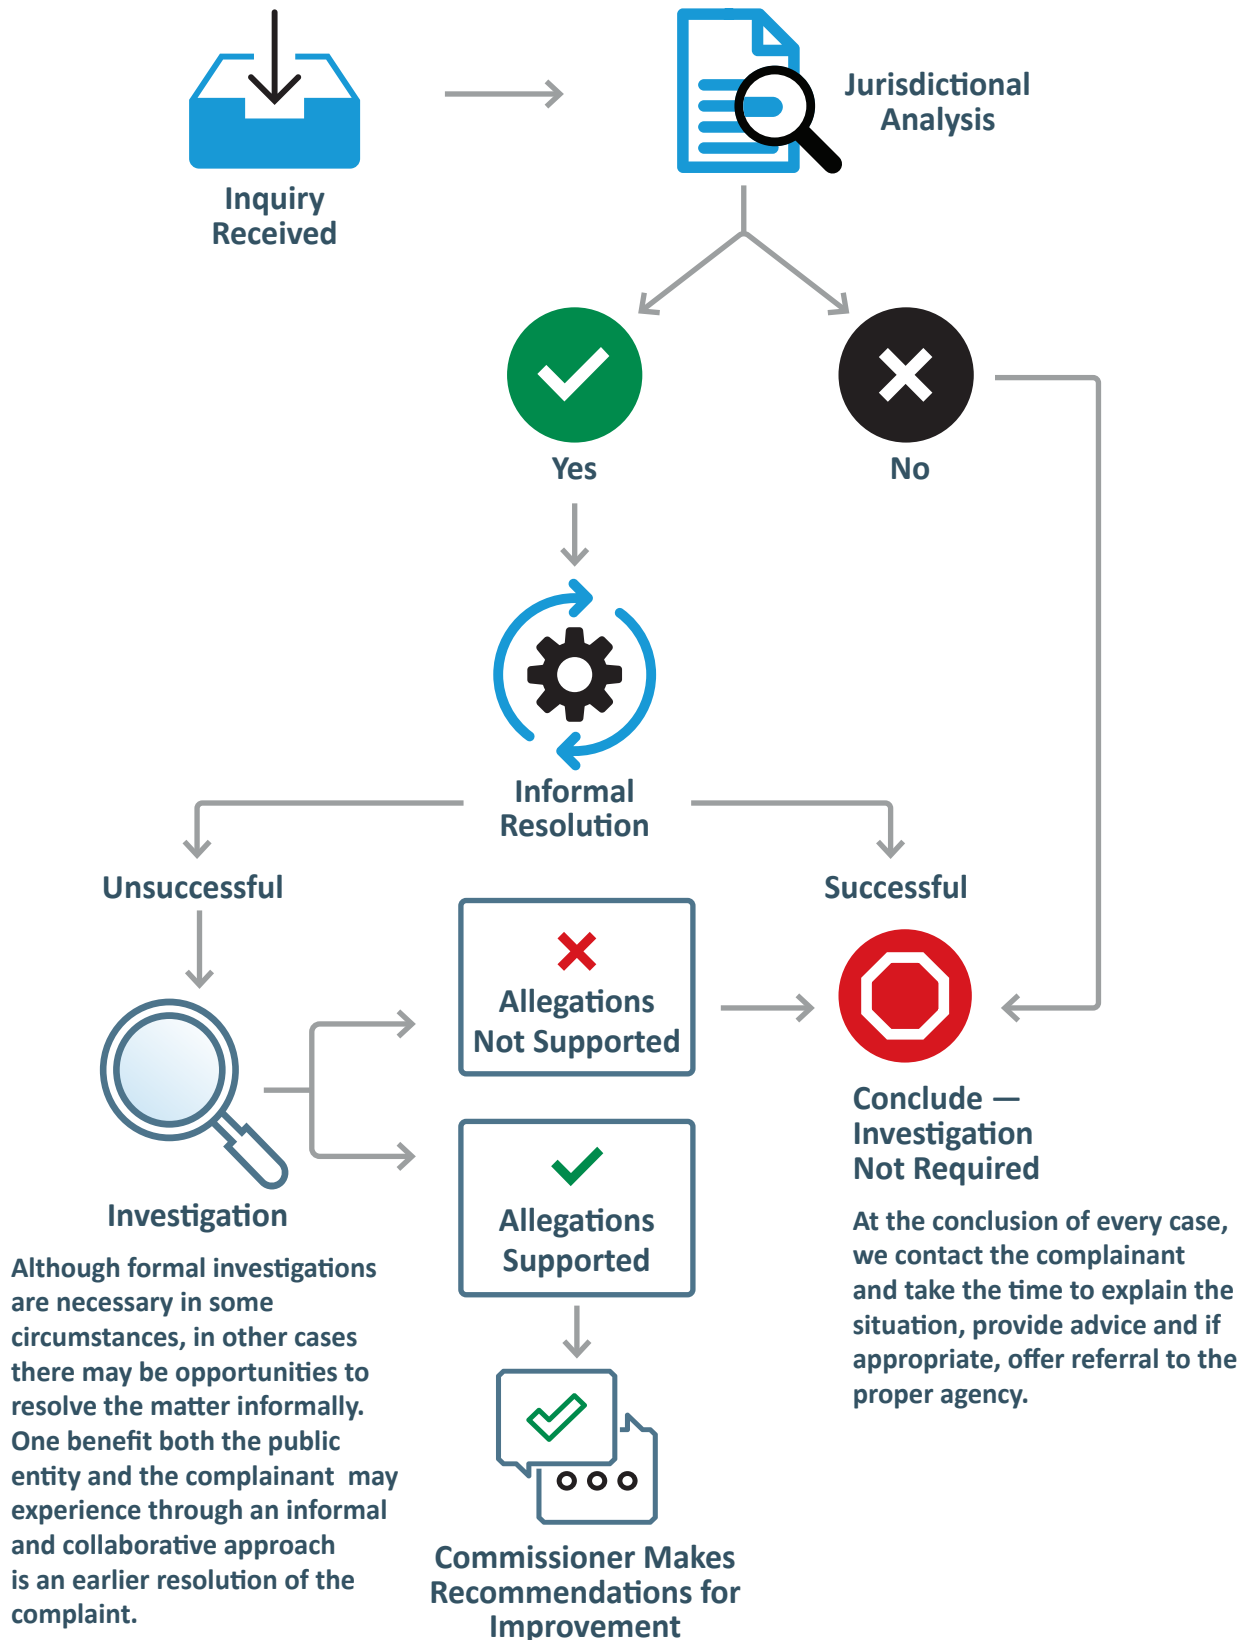 Inquiry
Received
Jurisdictional
Analysis
Yes
No
Informal
Resolution
Unsuccessful
Successful
Allegations
Not Supported
Investigation
Although formal investigations
are necessary in some
circumstances, in other cases
there may be opportunities to
resolve the matter informally.
One benefit both the public
entity and the complainant  may
experience through an informal
and collaborative approach
is an earlier resolution of the
complaint.
Allegations
Supported
Commissioner Makes
Recommendations for
Improvement
Conclude —
Investigation
Not Required
At the conclusion of every case,
we contact the complainant
and take the time to explain the
situation, provide advice and if
appropriate, offer referral to the
proper agency.